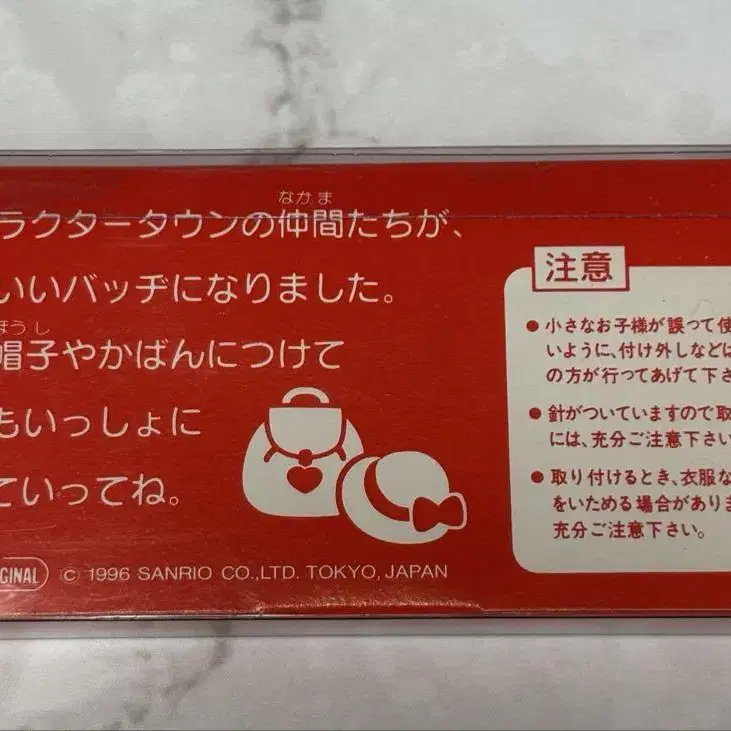 なかま
ラクタータウンの仲間たちが、
いいバッヂになりました。
ぼうし
帽子やかばんにつけて
もいっしょに
ていってね。
GINAL © 1996 SANRIO CO.,LTD. TOKYO, JAPAN
注意
●小さなお子様が誤って使
いように、付け外しなどは
の方が行ってあげて下さ
●針がついていますので取
には、充分ご注意下さい
●取り付けるとき、衣服な
をいためる場合がありま
充分ご注意下さい。